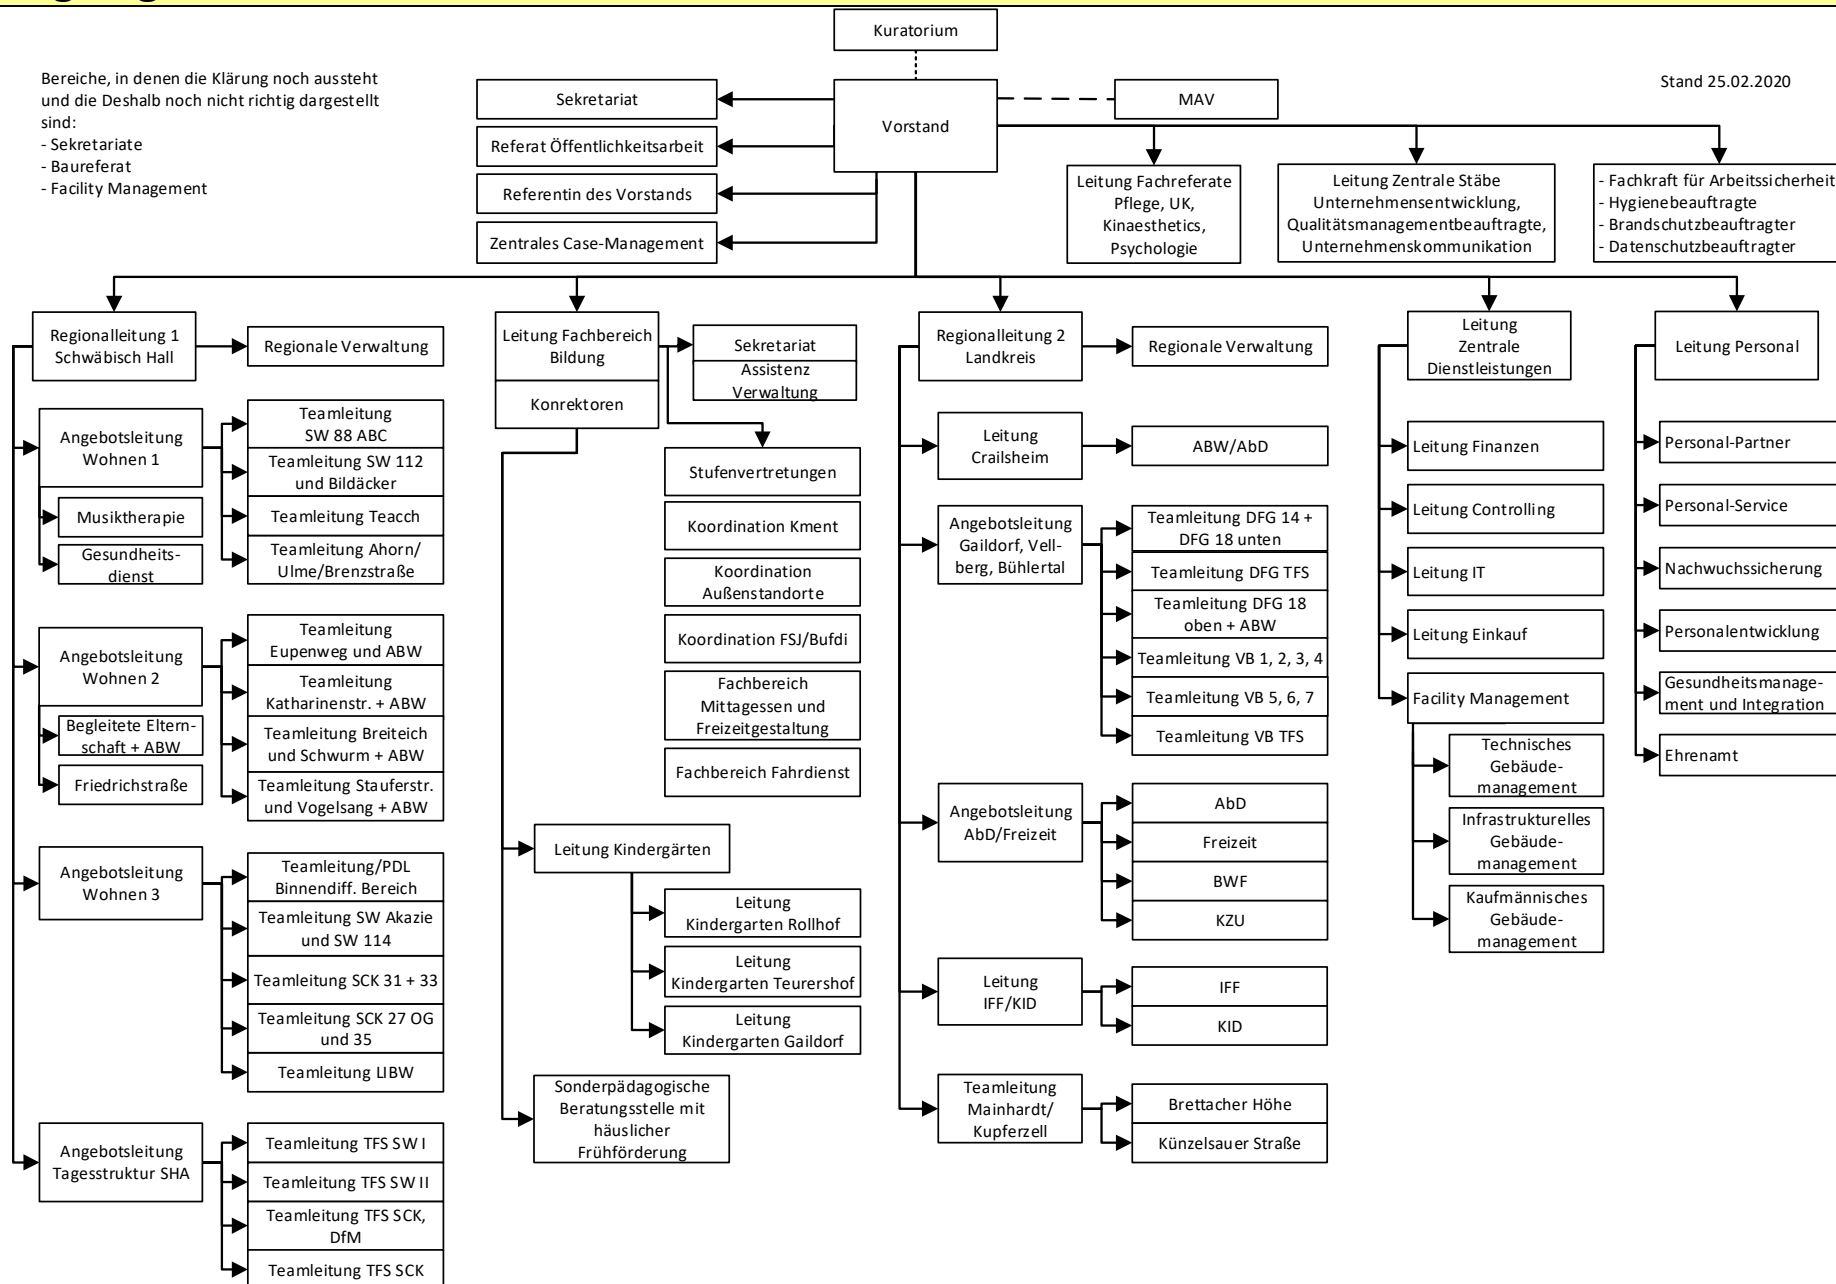 Kuratorium
Bereiche, in denen die Klärung noch aussteht
und die Deshalb noch nicht richtig dargestellt
sind:
- Sekretariate
- Baureferat
- Facility Management
Sekretariat
Referat Öffentlichkeitsarbeit
Referentin des Vorstands
Zentrales Case-Management
Vorstand
MAV
Stand 25.02.2020
Leitung Fachreferate
Pflege, UK,
Kinaesthetics,
Psychologie
Leitung Zentrale Stäbe
Unternehmensentwicklung,
Qualitätsmanagementbeauftragte,
Unternehmenskommunikation
- Fachkraft für Arbeitssicherheit
- Hygienebeauftragte
- Brandschutzbeauftragter
- Datenschutzbeauftragter
Regionalleitung 1
Schwäbisch Hall
Regionale Verwaltung
Angebotsleitung
Wohnen 1
Musiktherapie
Gesundheits-
dienst
Teamleitung
SW 88 ABC
Teamleitung SW 112
und Bildäcker
Teamleitung Teacch
Teamleitung Ahorn/
Ulme/Brenzstraße
Angebotsleitung
Wohnen 2
Begleitete Eltern-
schaft + ABW
Friedrichstraße
Teamleitung
Eupenweg und ABW
Teamleitung
Katharinenstr. + ABW
Teamleitung Breiteich
und Schwurm + ABW
Teamleitung Stauferstr.
und Vogelsang + ABW
Angebotsleitung
Wohnen 3
Teamleitung/PDL
Binnendiff. Bereich
Teamleitung SW Akazie
und SW 114
Teamleitung SCK 31 + 33
Teamleitung SCK 27 OG
und 35
Teamleitung LIBW
Angebotsleitung
Tagesstruktur SHA
Teamleitung TFS SW I
Teamleitung TFS SW II
Teamleitung TFS SCK,
DfM
Teamleitung TFS SCK
Leitung Fachbereich
Bildung
Konrektoren
Sekretariat
Assistenz
Verwaltung
Stufenvertretungen
Koordination Kment
Koordination
Außenstandorte
Koordination FSJ/Bufdi
Fachbereich
Mittagessen und
Freizeitgestaltung
Fachbereich Fahrdienst
Leitung Kindergärten
Leitung
Kindergarten Rollhof
Leitung
Kindergarten Teurershof
Leitung
Kindergarten Gaildorf
Sonderpädagogische
Beratungsstelle mit
häuslicher
Frühförderung
Regionalleitung 2
Landkreis
Regionale Verwaltung
Leitung
Crailsheim
ABW/AbD
Angebotsleitung
Gaildorf, Vell-
berg, Bühlertal
Teamleitung DFG 14 +
DFG 18 unten
Teamleitung DFG TFS
Teamleitung DFG 18
oben + ABW
Teamleitung VB 1, 2, 3, 4
Teamleitung VB 5, 6, 7
Teamleitung VB TFS
Angebotsleitung
AbD/Freizeit
AbD
Freizeit
BWF
KZU
Leitung
IFF/KID
IFF
KID
Teamleitung
Mainhardt/
Kupferzell
Brettacher Höhe
Künzelsauer Straße
Leitung
Zentrale
Dienstleistungen
Leitung Finanzen
Leitung Controlling
Leitung IT
Leitung Einkauf
Facility Management
Technisches
Gebäude-
management
Infrastrukturelles
Gebäude-
management
Kaufmännisches
Gebäude-
management
Leitung Personal
Personal-Partner
Personal-Service
Nachwuchssicherung
Personalentwicklung
Gesundheitsmanage-
ment und Integration
Ehrenamt